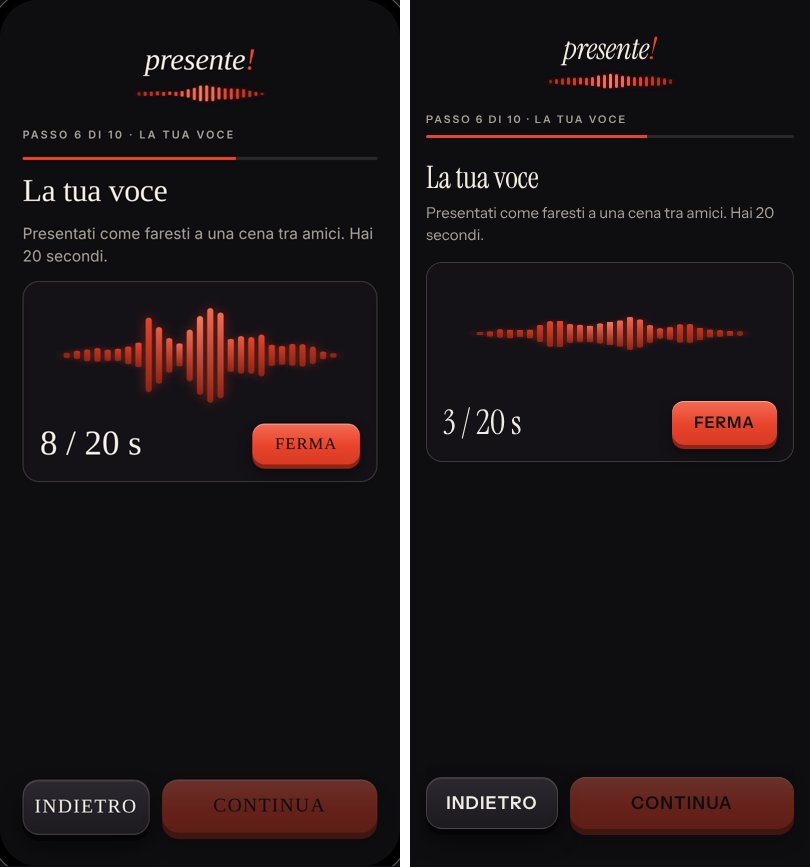 presente!
PASSO 6 DI 10 · LA TUA VOCE
La tua voce
Presentati come faresti a una cena tra amici. Hai
20 secondi.
8 / 20 s
FERMA
INDIETRO
CONTINUA
presente!
PASSO 6 DI 10 · LA TUA VOCE
La tua voce
Presentati come faresti a una cena tra amici. Hai 20
secondi.
3 / 20 s
FERMA
INDIETRO
CONTINUA